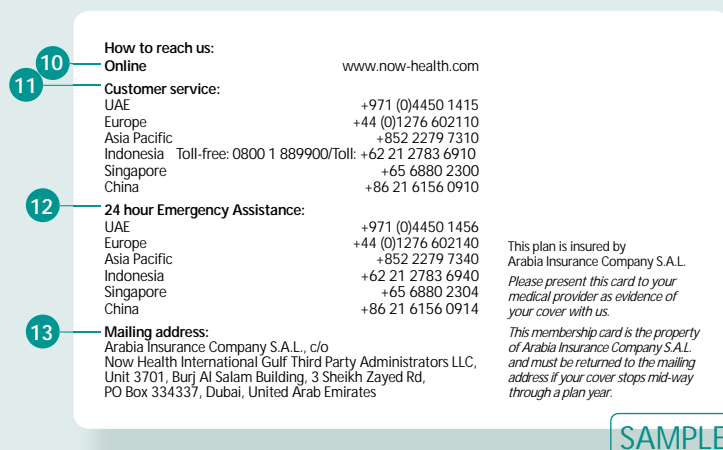 How to reach us:
10 Online www.now-health.com
11 Customer service:
UAE +971 (0)4450 1415
Europe +44 (0)1276 602110
Asia Pacific +852 2279 7310
Indonesia Toll-free: 0800 1 889900/Toll: +62 21 2783 6910
Singapore +65 6880 2300
China +86 21 6156 0910
12 24 hour Emergency Assistance:
UAE +971 (0)4450 1456
Europe +44 (0)1276 602140
Asia Pacific +852 2279 7340
Indonesia +62 21 2783 6940
Singapore +65 6880 2304
China +86 21 6156 0914
13 Mailing address:
Arabia Insurance Company S.A.L., c/o
Now Health International Gulf Third Party Administrators LLC,
Unit 3701, Burj Al Salam Building, 3 Sheikh Zayed Rd,
PO Box 334337, Dubai, United Arab Emirates
This plan is insured by
Arabia Insurance Company S.A.L.
Please present this card to your
medical provider as evidence of
your cover with us.
This membership card is the property
of Arabia Insurance Company S.A.L.
and must be returned to the mailing
address if your cover stops mid-way
through a plan year.
SAMPLE